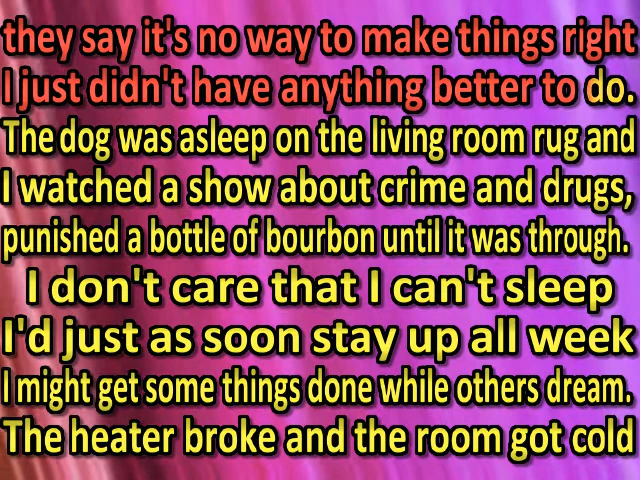 they say it's no way to make things right
I just didn't have anything better to do.
The dog was asleep on the living room rug and
I watched a show about crime and drugs,
punished a bottle of bourbon until it was through.
I don't care that I can't sleep
I'd just as soon stay up all week
I might get some things done while others dream.
The heater broke and the room got cold